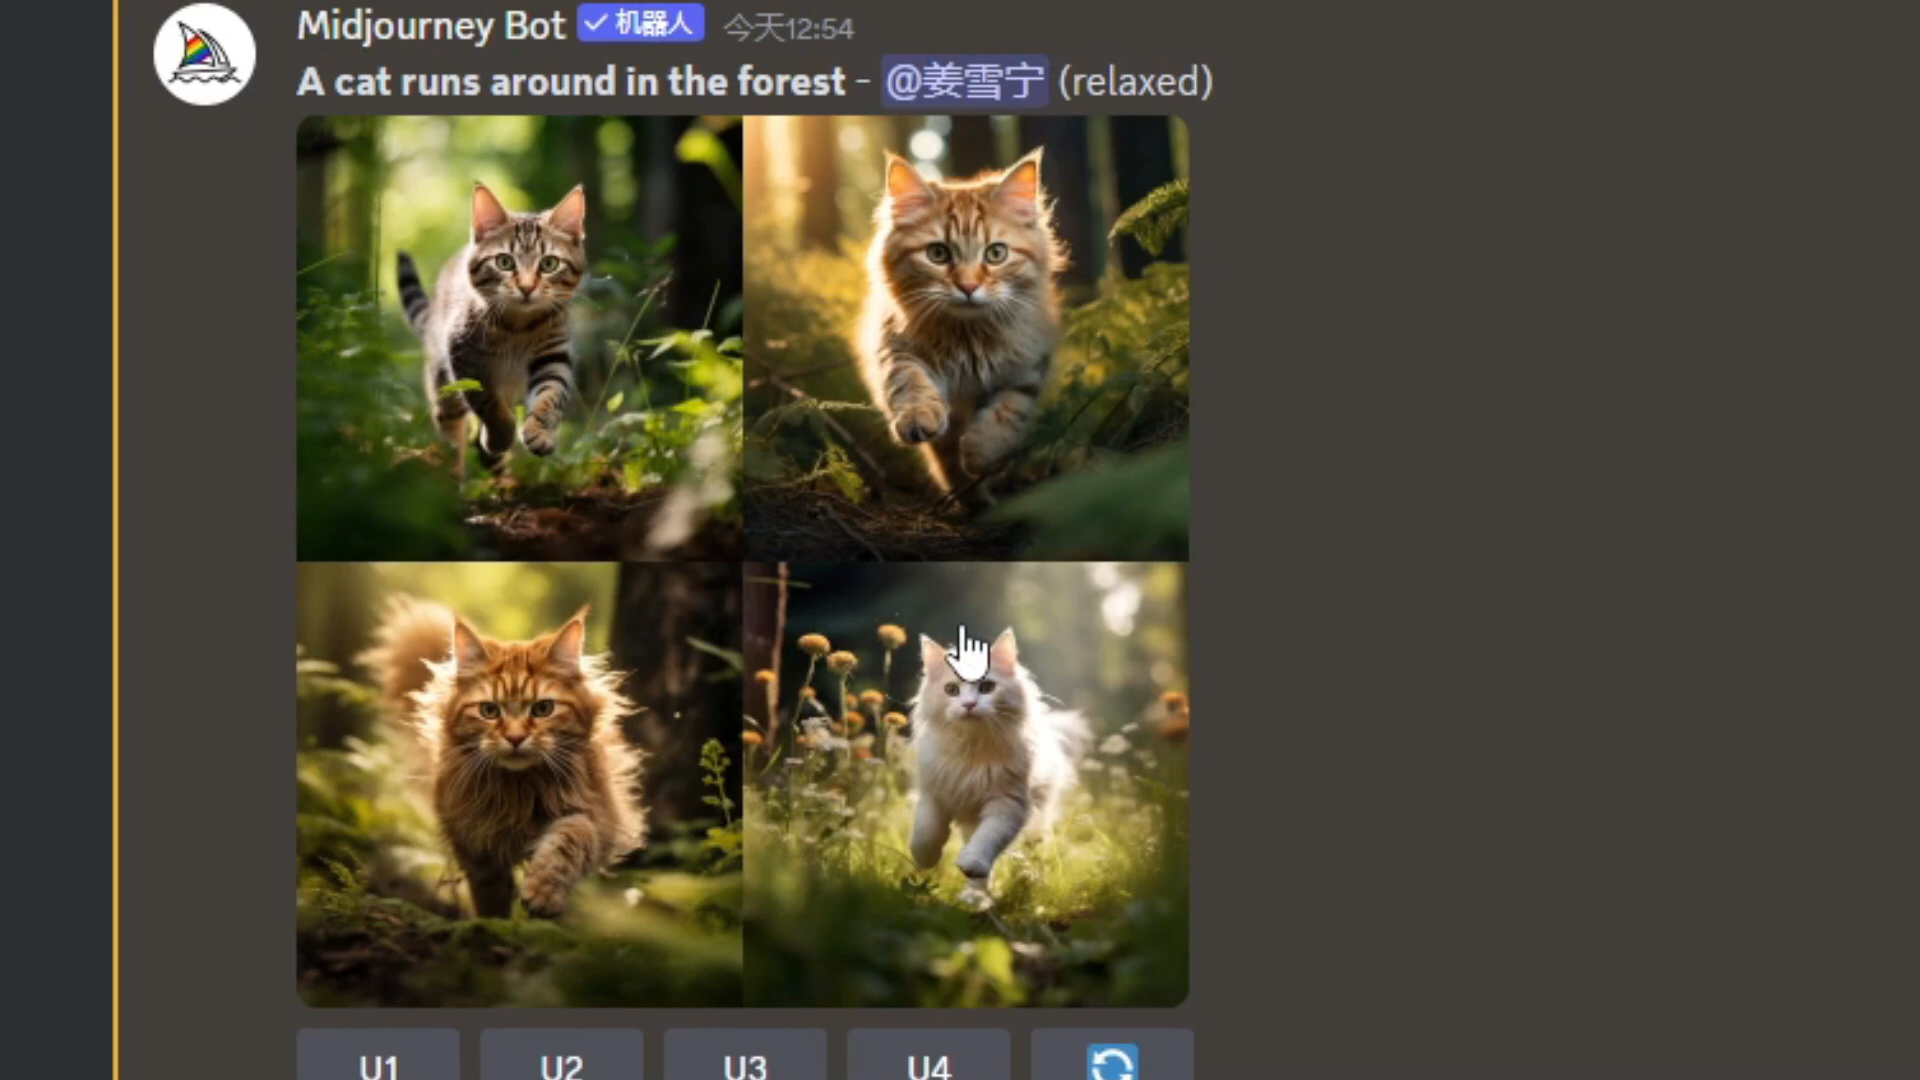 Midjourney Bot ✓ 机器人 今天12:54
A cat runs around in the forest - @姜雪宁 (relaxed)
U1 U2 U3 U4